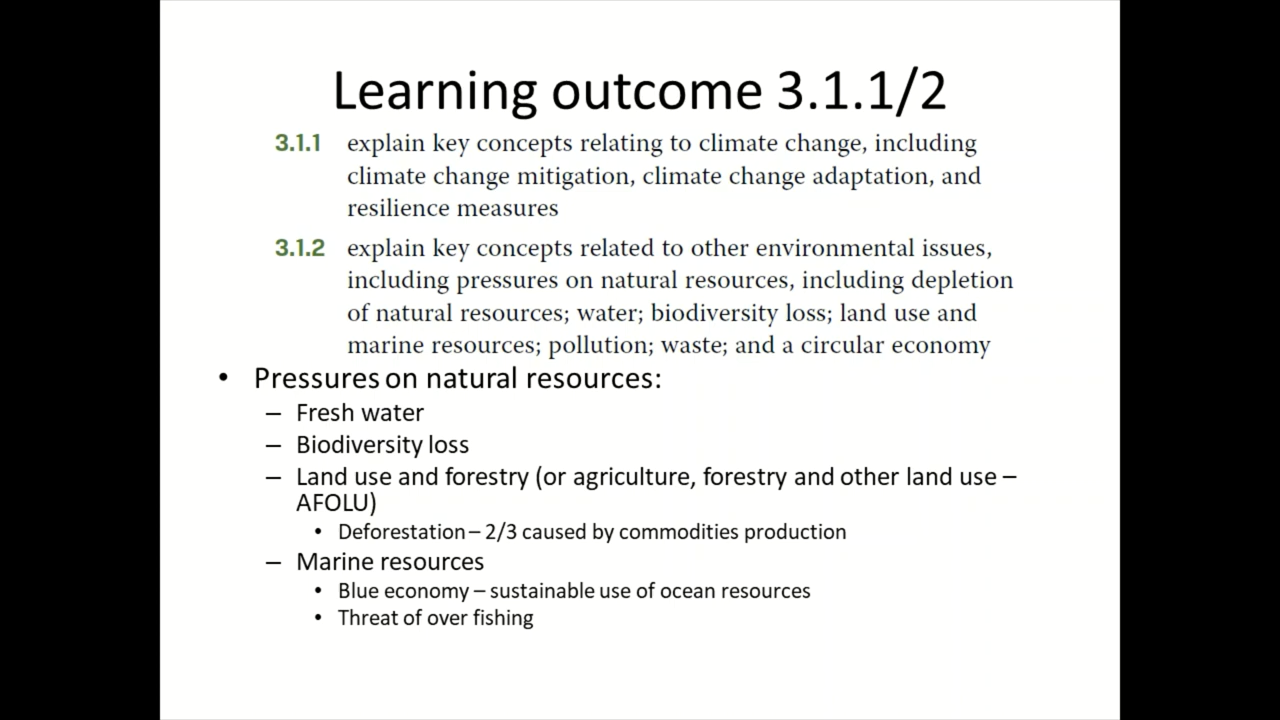 Learning outcome 3.1.1/2
3.1.1 explain key concepts relating to climate change, including
climate change mitigation, climate change adaptation, and
resilience measures
3.1.2 explain key concepts related to other environmental issues,
including pressures on natural resources, including depletion
of natural resources; water; biodiversity loss; land use and
marine resources; pollution; waste; and a circular economy
• Pressures on natural resources:
– Fresh water
– Biodiversity loss
– Land use and forestry (or agriculture, forestry and other land use –
AFOLU)
• Deforestation – 2/3 caused by commodities production
– Marine resources
• Blue economy – sustainable use of ocean resources
• Threat of over fishing